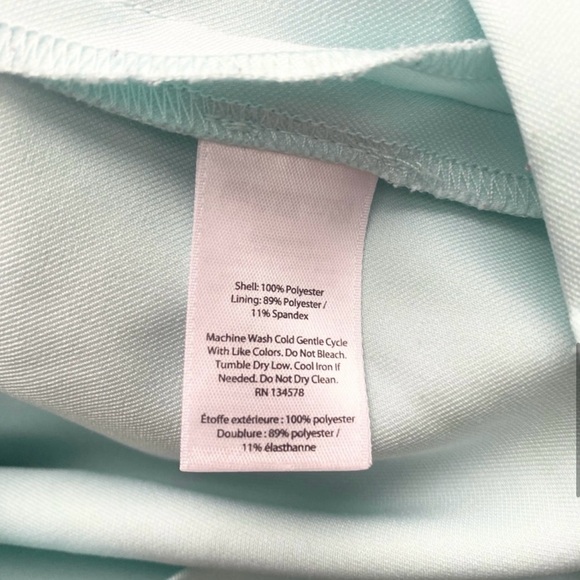 Shell: 100% Polyester
Lining: 89% Polyester /
11% Spandex
Machine Wash Cold Gentle Cycle
With Like Colors. Do Not Bleach.
Tumble Dry Low. Cool Iron If
Needed. Do Not Dry Clean.
RN 134578
Étoffe extérieure : 100% polyester
Doublure : 89% polyester /
11% élasthanne